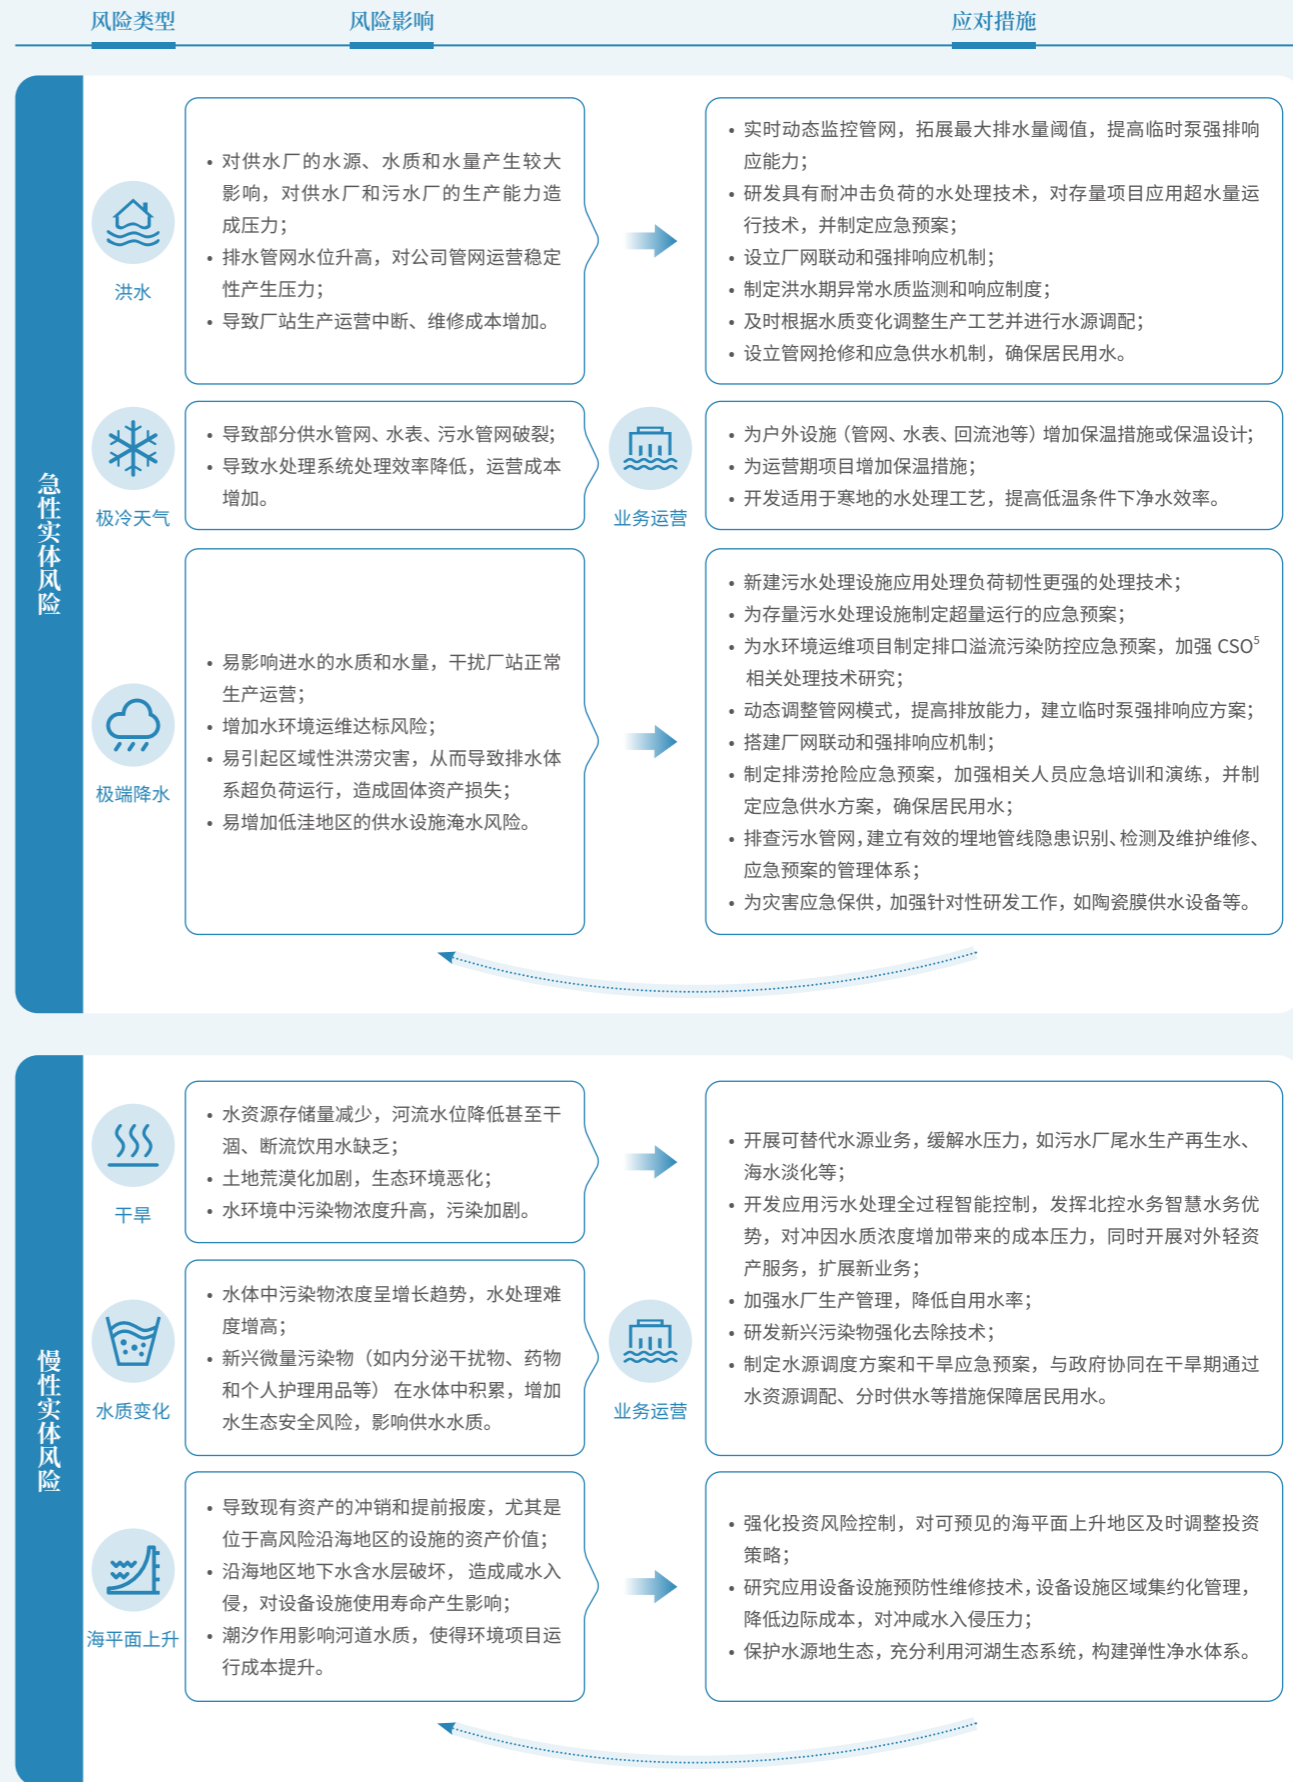 风险类型
风险影响
应对措施
急性实体风险
洪水
• 对供水厂的水源、水质和水量产生较大
影响，对供水厂和污水厂的生产能力造
成压力；
• 排水管网水位升高，对公司管网运营稳定
性产生压力；
• 导致厂站生产运营中断、维修成本增加。
• 实时动态监控管网，拓展最大排水量阈值，提高临时泵强排响
应能力；
• 研发具有耐冲击负荷的水处理技术，对存量项目应用超水量运
行技术，并制定应急预案；
• 设立厂网联动和强排响应机制；
• 制定洪水期异常水质监测和响应制度；
• 及时根据水质变化调整生产工艺并进行水源调配；
• 设立管网抢修和应急供水机制，确保居民用水。
极冷天气
• 导致部分供水管网、水表、污水管网破裂；
• 导致水处理系统处理效率降低，运营成本
增加。
业务运营
• 为户外设施（管网、水表、回流池等）增加保温措施或保温设计；
• 为运营期项目增加保温措施；
• 开发适用于寒地的水处理工艺，提高低温条件下净水效率。
极端降水
• 易影响进水的水质和水量，干扰厂站正常
生产运营；
• 增加水环境运维达标风险；
• 易引起区域性洪涝灾害，从而导致排水体
系超负荷运行，造成固体资产损失；
• 易增加低洼地区的供水设施淹水风险。
• 新建污水处理设施应用处理负荷韧性更强的处理技术；
• 为存量污水处理设施制定超量运行的应急预案；
• 为水环境运维项目制定排口溢流污染防控应急预案，加强 CSO5
相关处理技术研究；
• 动态调整管网模式，提高排放能力，建立临时泵强排响应方案；
• 搭建厂网联动和强排响应机制；
• 制定排涝抢险应急预案，加强相关人员应急培训和演练，并制
定应急供水方案，确保居民用水；
• 排查污水管网，建立有效的埋地管线隐患识别、检测及维护维修、
应急预案的管理体系；
• 为灾害应急保供，加强针对性研发工作，如陶瓷膜供水设备等。
慢性实体风险
干旱
• 水资源存储量减少，河流水位降低甚至干
涸、断流饮用水缺乏；
• 土地荒漠化加剧，生态环境恶化；
• 水环境中污染物浓度升高，污染加剧。
水质变化
• 水体中污染物浓度呈增长趋势，水处理难
度增高；
• 新兴微量污染物（如内分泌干扰物、药物
和个人护理用品等） 在水体中积累，增加
水生态安全风险，影响供水水质。
业务运营
• 开展可替代水源业务，缓解水压力，如污水厂尾水生产再生水、
海水淡化等；
• 开发应用污水处理全过程智能控制，发挥北控水务智慧水务优
势，对冲因水质浓度增加带来的成本压力，同时开展对外轻资
产服务，扩展新业务；
• 加强水厂生产管理，降低自用水率；
• 研发新兴污染物强化去除技术；
• 制定水源调度方案和干旱应急预案，与政府协同在干旱期通过
水资源调配、分时供水等措施保障居民用水。
海平面上升
• 导致现有资产的冲销和提前报废，尤其是
位于高风险沿海地区的设施的资产价值；
• 沿海地区地下水含水层破坏， 造成咸水入
侵，对设备设施使用寿命产生影响；
• 潮汐作用影响河道水质，使得环境项目运
行成本提升。
• 强化投资风险控制，对可预见的海平面上升地区及时调整投资
策略；
• 研究应用设备设施预防性维修技术，设备设施区域集约化管理，
降低边际成本，对冲咸水入侵压力；
• 保护水源地生态，充分利用河湖生态系统，构建弹性净水体系。